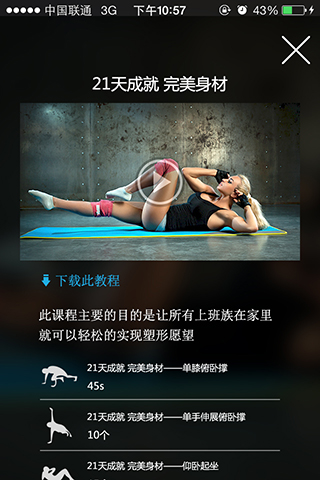 中国联通 3G 下午10:57 43%
21天成就 完美身材
下载此教程
此课程主要的目的是让所有上班族在家里
就可以轻松的实现塑形愿望
21天成就 完美身材——单膝俯卧撑
45s
21天成就 完美身材——单手伸展俯卧撑
10个
21天成就 完美身材——仰卧起坐